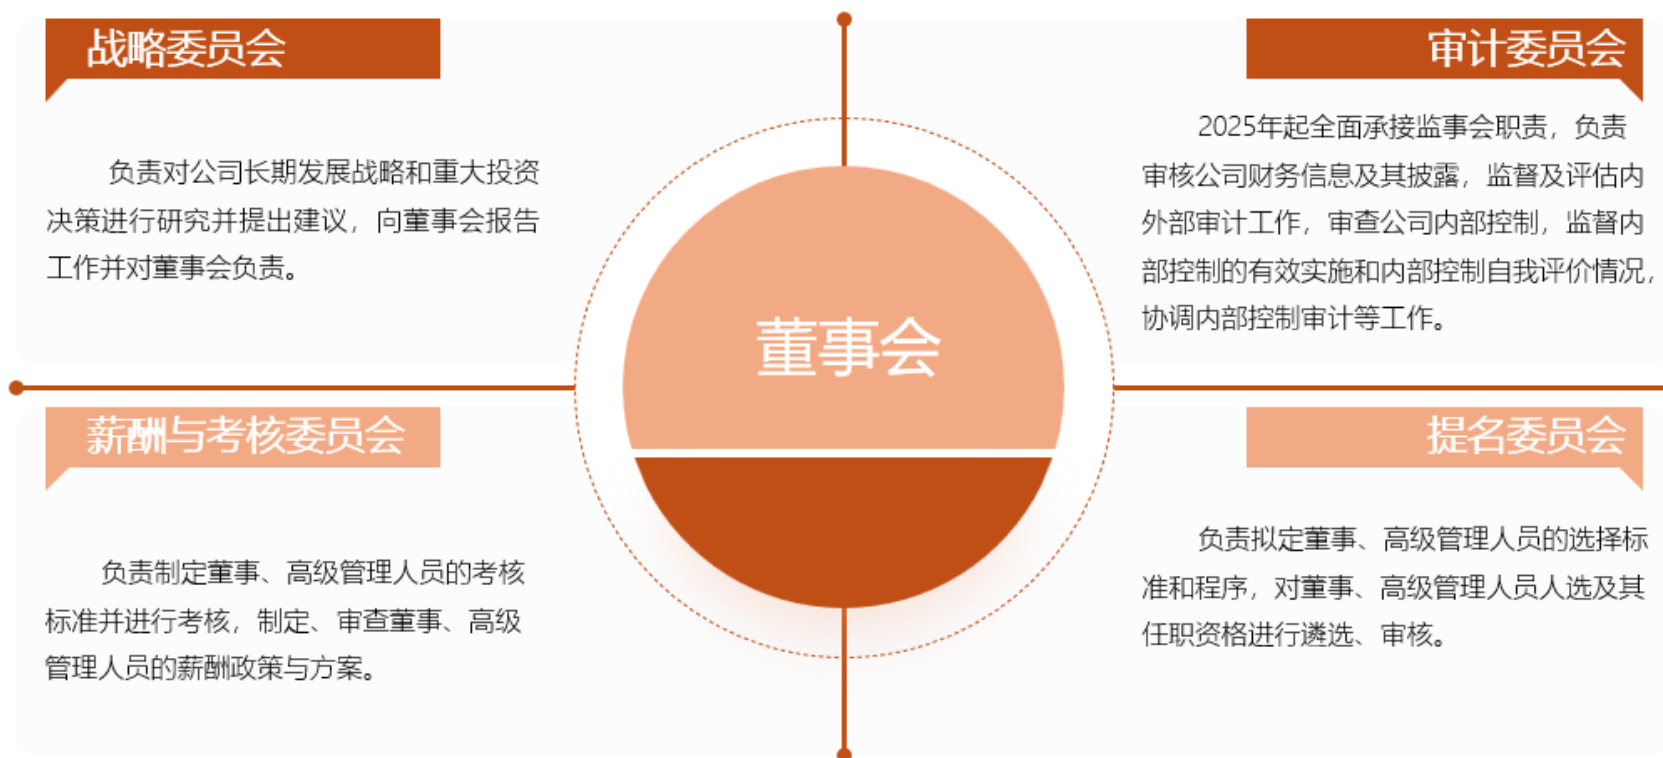 战略委员会
负责对公司长期发展战略和重大投资
决策进行研究并提出建议，向董事会报告
工作并对董事会负责。
审计委员会
2025年起全面承接监事会职责，负责
审核公司财务信息及其披露，监督及评估内
外部审计工作，审查公司内部控制，监督内
部控制的有效实施和内部控制自我评价情况，
协调内部控制审计等工作。
董事会
薪酬与考核委员会
负责制定董事、高级管理人员的考核
标准并进行考核，制定、审查董事、高级
管理人员的薪酬政策与方案。
提名委员会
负责拟定董事、高级管理人员的选择标
准和程序，对董事、高级管理人员人选及其
任职资格进行遴选、审核。